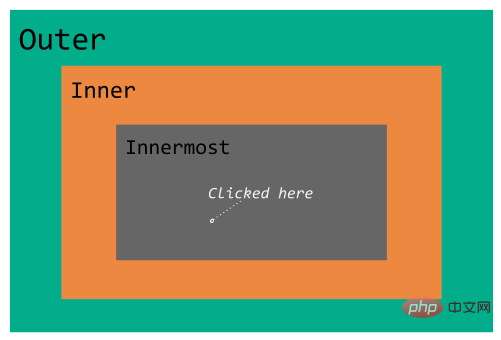 Outer
Inner
Innermost
Clicked here
php 中文网